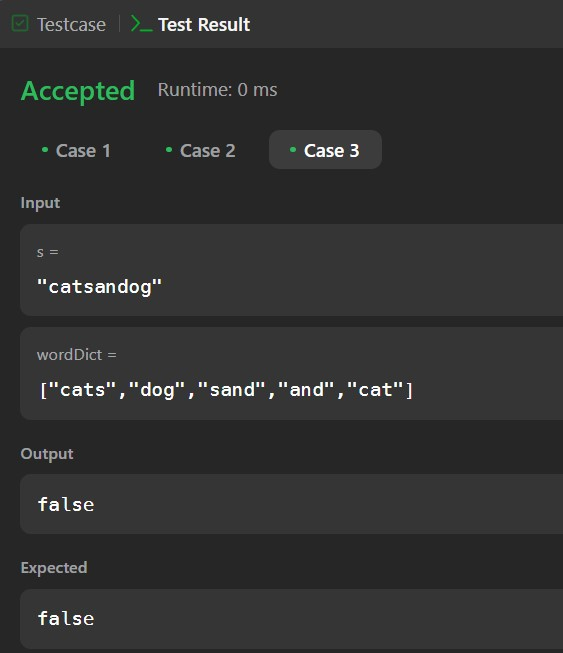 Testcase | Test Result
Accepted Runtime: 0 ms
• Case 1 • Case 2 • Case 3
Input
s =
"catsandog"
wordDict =
["cats","dog","sand","and","cat"]
Output
false
Expected
false